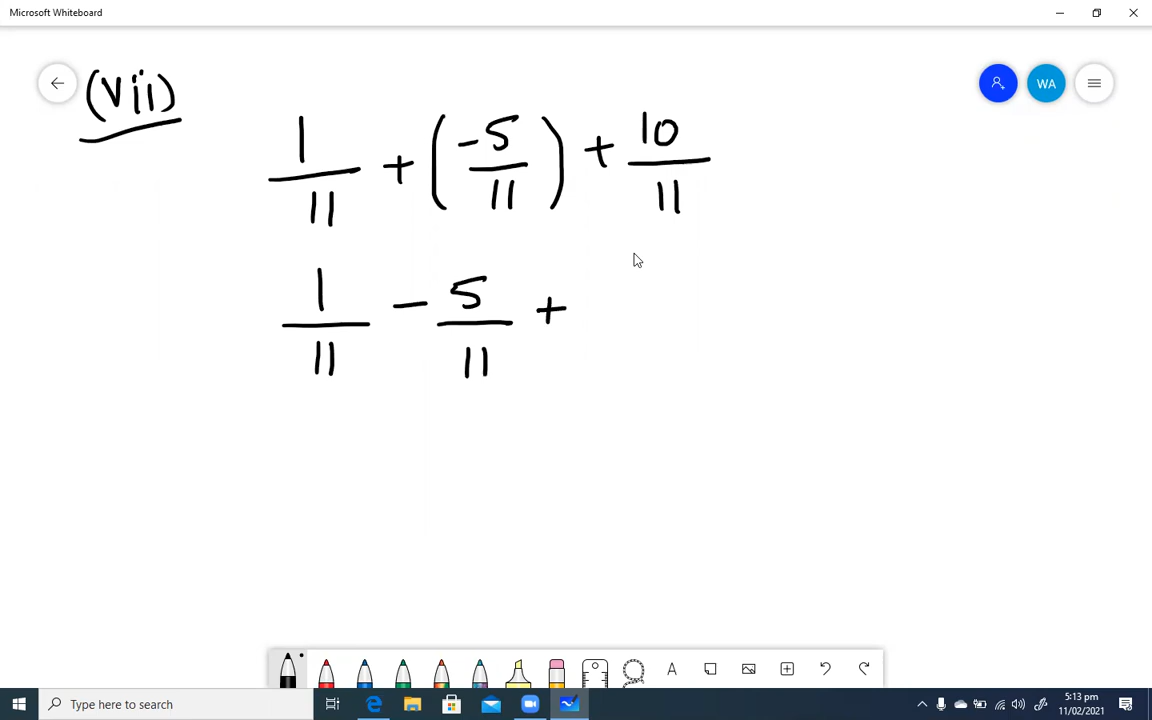 Microsoft Whiteboard
(Vii)
WA
1/11 + (-5/11) + 10/11
1/11 - 5/11 +
A
Type here to search
5:13 pm
11/02/2021